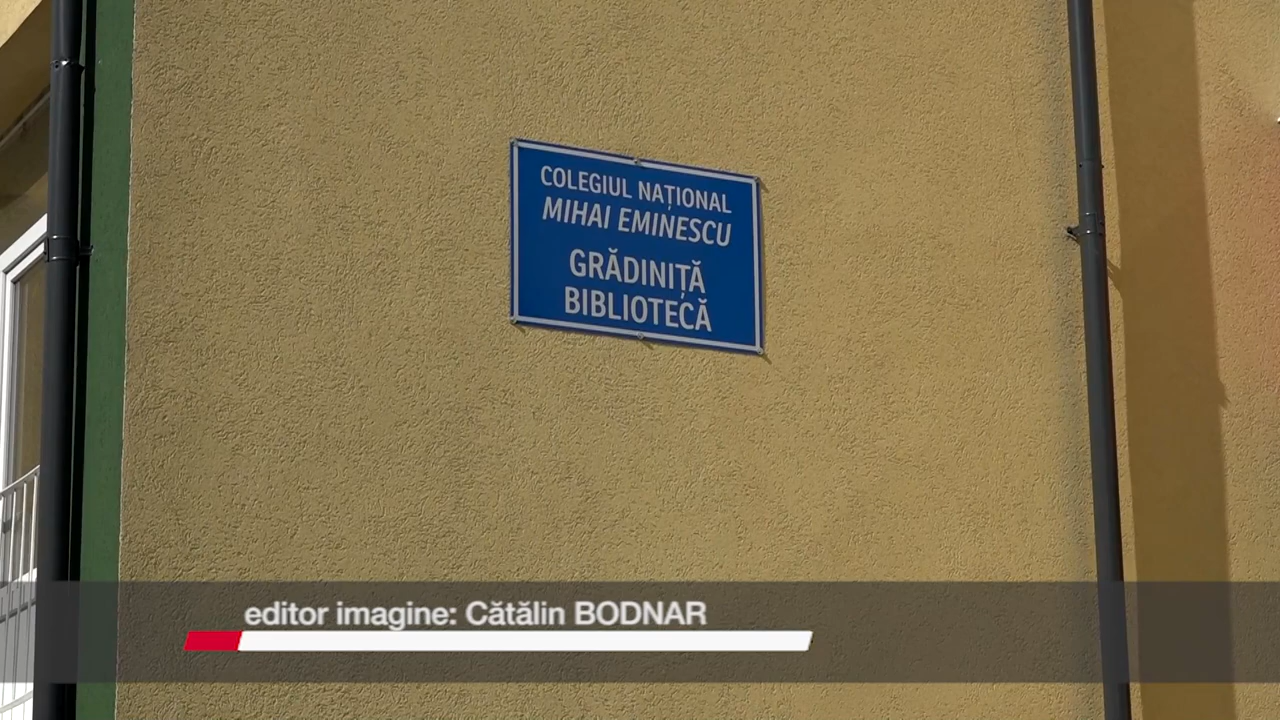 COLEGIUL NAȚIONAL
MIHAI EMINESCU
GRĂDINIȚĂ
BIBLIOTECĂ
editor imagine: Cătălin BODNAR